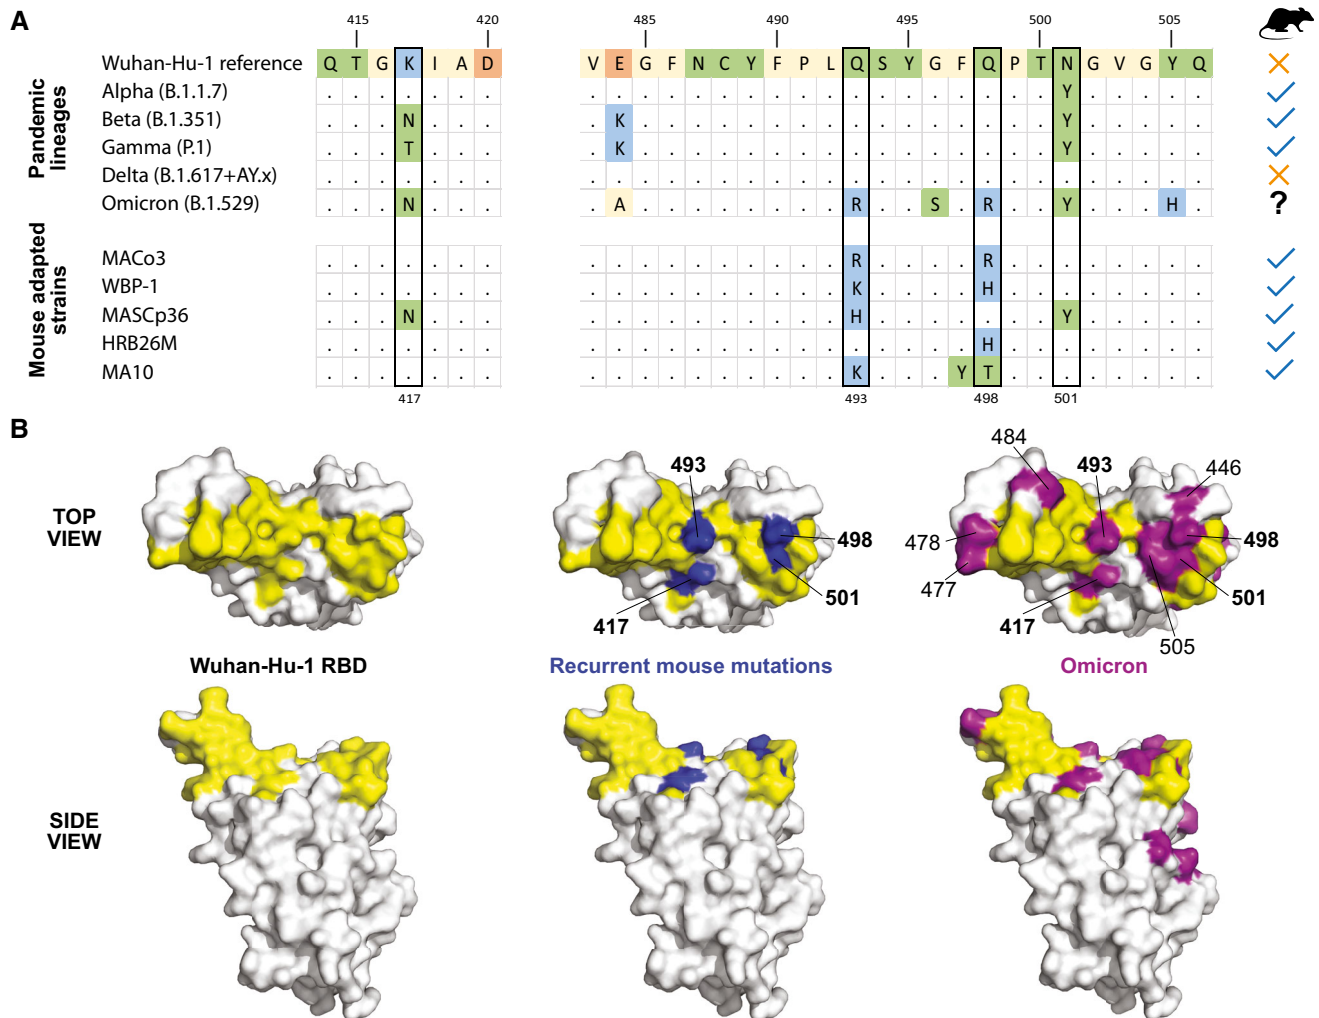 A
415 420 485 490 495 500 505
Pandemic lineages
Wuhan-Hu-1 reference Q T G K I A D V E G F N C Y F P L Q S Y G F Q P T N G V G Y Q
Alpha (B.1.1.7) . . . . . . . . . . . . . . . . . . . . . . . . . Y . . . . .
Beta (B.1.351) . . . N . . . . K . . . . . . . . . . . . . . . . Y . . . . .
Gamma (P.1) . . . T . . . . K . . . . . . . . . . . . . . . . Y . . . . .
Delta (B.1.617+AY.x) . . . . . . . . . . . . . . . . . . . . . . . . . . . . . . .
Omicron (B.1.529) . . . N . . . . A . . . . . . . . R . . S . R . . Y . . . H . ?
Mouse adapted strains
MACo3 . . . . . . . . . . . . . . . . . R . . . . R . . . . . . . .
WBP-1 . . . . . . . . . . . . . . . . . K . . . . H . . . . . . . .
MASCp36 . . . N . . . . . . . . . . . . . H . . . . . . . Y . . . . .
HRB26M . . . . . . . . . . . . . . . . . . . . . . H . . . . . . . .
MA10 . . . . . . . . . . . . . . . . . K . . . Y T . . . . . . . .
417 493 498 501
B
TOP VIEW
493
498
501
417
484
493
446
478
498
477
501
417
505
Wuhan-Hu-1 RBD
Recurrent mouse mutations
Omicron
SIDE VIEW